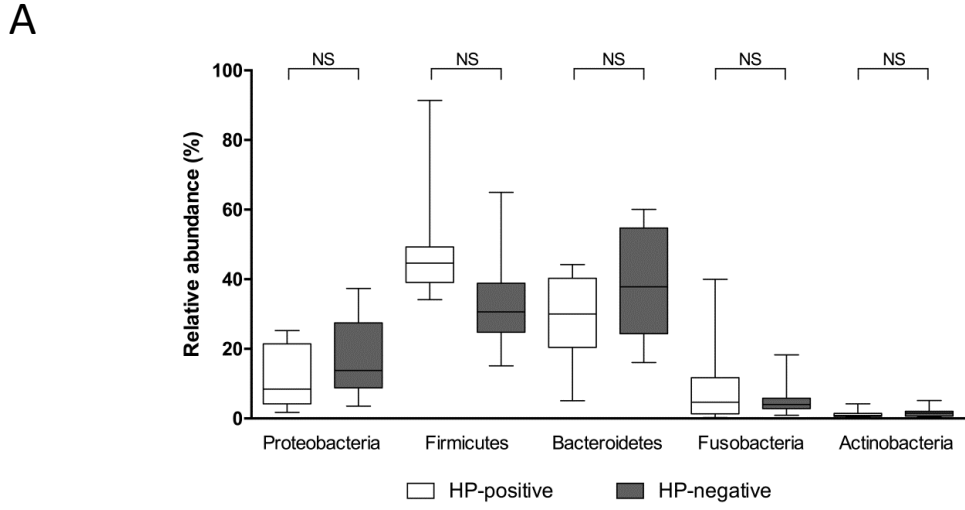 A
NS NS NS NS NS
100
80
60
40
20
0
Relative abundance (%)
Proteobacteria Firmicutes Bacteroidetes Fusobacteria Actinobacteria
HP-positive HP-negative